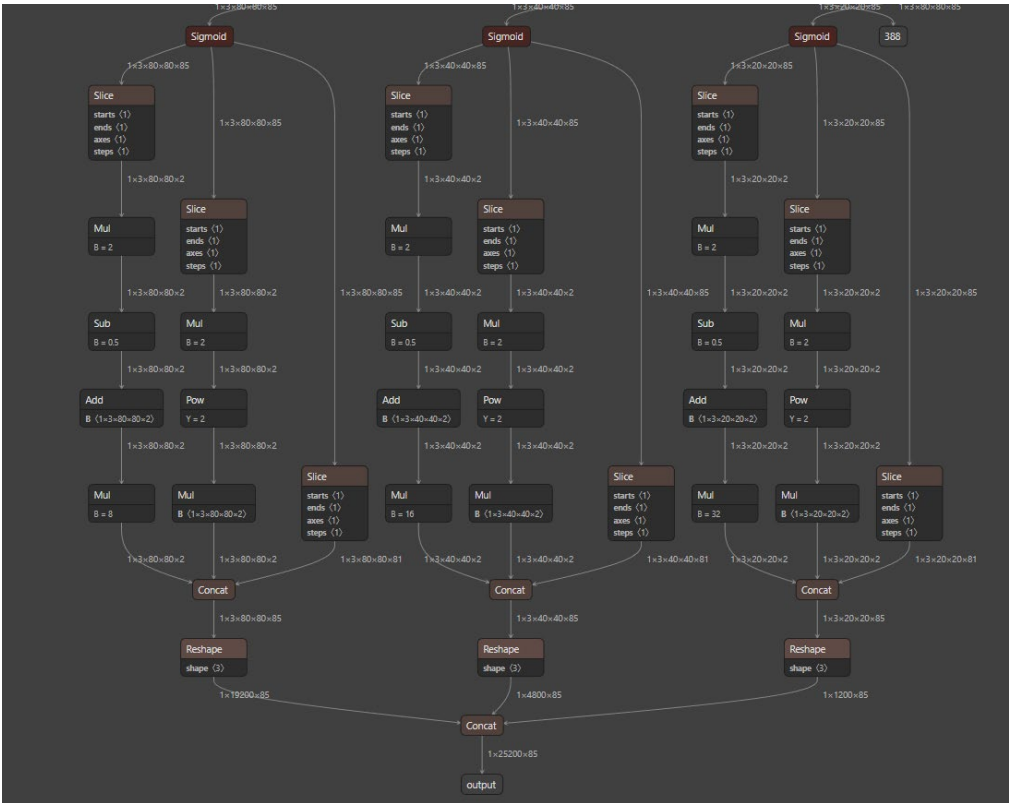 1×3×80×80×85
1×3×40×40×85
1×3×20×20×85
1×3×80×80×85
Sigmoid
Sigmoid
Sigmoid
388
1×3×80×80×85
1×3×40×40×85
1×3×20×20×85
Slice
starts ⟨1⟩
ends ⟨1⟩
axes ⟨1⟩
steps ⟨1⟩
1×3×80×80×85
Slice
starts ⟨1⟩
ends ⟨1⟩
axes ⟨1⟩
steps ⟨1⟩
1×3×40×40×85
Slice
starts ⟨1⟩
ends ⟨1⟩
axes ⟨1⟩
steps ⟨1⟩
1×3×20×20×85
1×3×80×80×2
1×3×40×40×2
1×3×20×20×2
Mul
B = 2
Slice
starts ⟨1⟩
ends ⟨1⟩
axes ⟨1⟩
steps ⟨1⟩
Mul
B = 2
Slice
starts ⟨1⟩
ends ⟨1⟩
axes ⟨1⟩
steps ⟨1⟩
Mul
B = 2
Slice
starts ⟨1⟩
ends ⟨1⟩
axes ⟨1⟩
steps ⟨1⟩
1×3×80×80×2
1×3×80×80×2
1×3×80×80×85
1×3×40×40×2
1×3×40×40×2
1×3×40×40×85
1×3×20×20×2
1×3×20×20×2
1×3×20×20×85
Sub
B = 0.5
Mul
B = 2
Sub
B = 0.5
Mul
B = 2
Sub
B = 0.5
Mul
B = 2
1×3×80×80×2
1×3×80×80×2
1×3×40×40×2
1×3×40×40×2
1×3×20×20×2
1×3×20×20×2
Add
B ⟨1×3×80×80×2⟩
Pow
Y = 2
Add
B ⟨1×3×40×40×2⟩
Pow
Y = 2
Add
B ⟨1×3×20×20×2⟩
Pow
Y = 2
1×3×80×80×2
1×3×80×80×2
1×3×40×40×2
1×3×40×40×2
1×3×20×20×2
1×3×20×20×2
Mul
B = 8
Mul
B ⟨1×3×80×80×2⟩
Slice
starts ⟨1⟩
ends ⟨1⟩
axes ⟨1⟩
steps ⟨1⟩
Mul
B = 16
Mul
B ⟨1×3×40×40×2⟩
Slice
starts ⟨1⟩
ends ⟨1⟩
axes ⟨1⟩
steps ⟨1⟩
Mul
B = 32
Mul
B ⟨1×3×20×20×2⟩
Slice
starts ⟨1⟩
ends ⟨1⟩
axes ⟨1⟩
steps ⟨1⟩
1×3×80×80×2
1×3×80×80×2
1×3×80×80×81
1×3×40×40×2
1×3×40×40×2
1×3×40×40×81
1×3×20×20×2
1×3×20×20×2
1×3×20×20×81
Concat
Concat
Concat
1×3×80×80×85
1×3×40×40×85
1×3×20×20×85
Reshape
shape ⟨3⟩
Reshape
shape ⟨3⟩
Reshape
shape ⟨3⟩
1×19200×85
1×4800×85
1×1200×85
Concat
1×25200×85
output